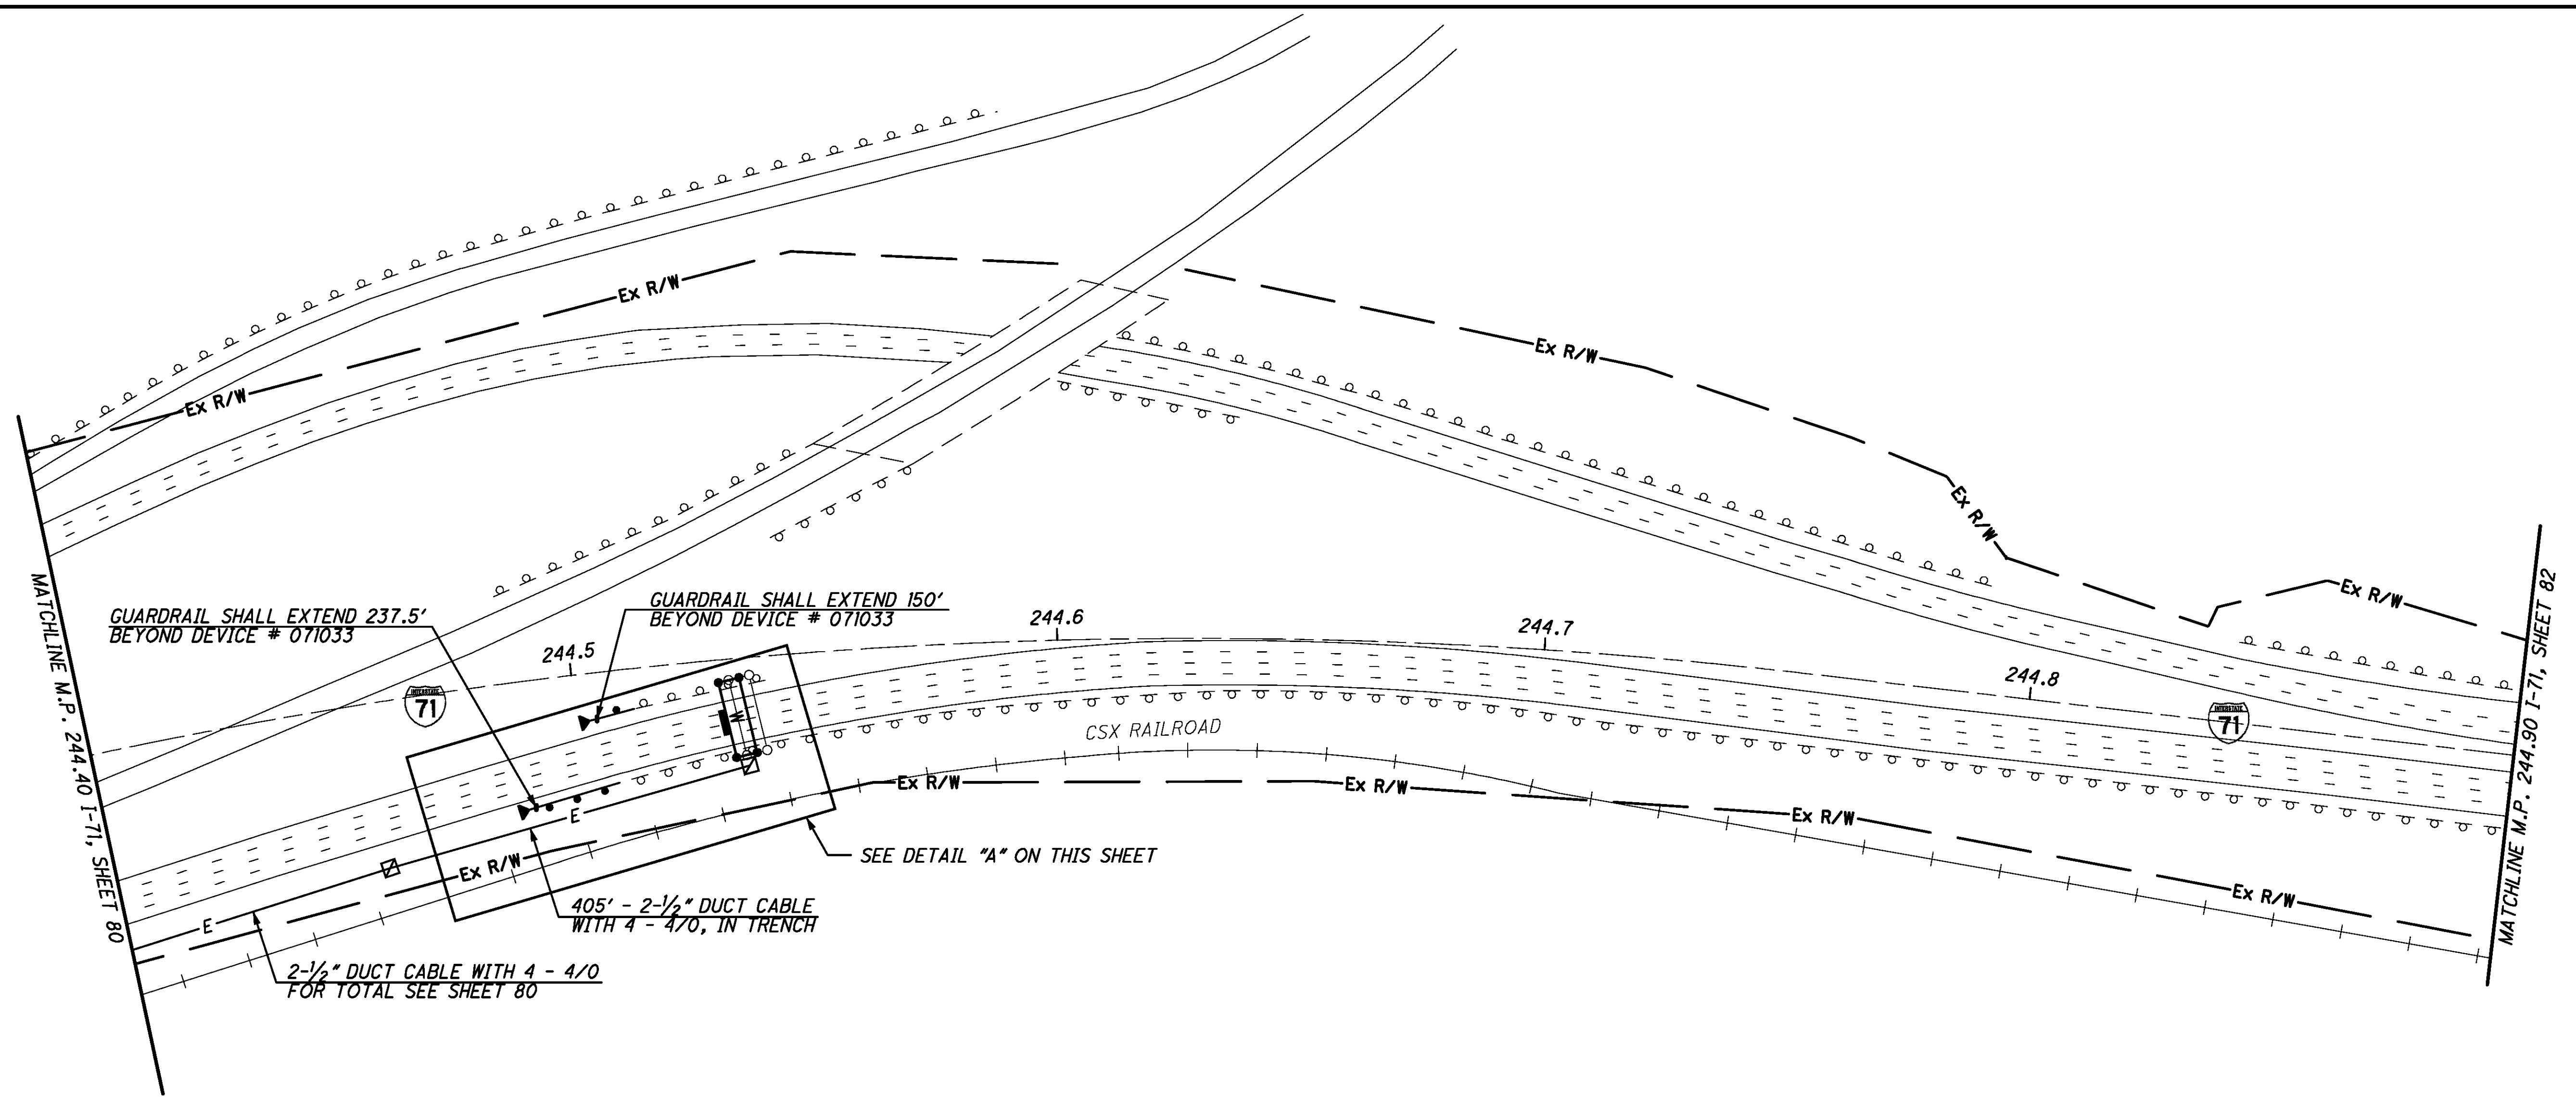 Ex R/W
Ex R/W
Ex R/W
Ex R/W
Ex R/W
MATCHLINE M.P. 244.40 I-71, SHEET 80
GUARDRAIL SHALL EXTEND 237.5'
BEYOND DEVICE # 071033
GUARDRAIL SHALL EXTEND 150'
BEYOND DEVICE # 071033
244.5
244.6
244.7
244.8
INTERSTATE
71
INTERSTATE
71
W
CSX RAILROAD
MATCHLINE M.P. 244.90 I-71, SHEET 82
Ex R/W
Ex R/W
Ex R/W
Ex R/W
Ex R/W
E
E
SEE DETAIL "A" ON THIS SHEET
405' - 2-1/2" DUCT CABLE
WITH 4 - 4/0, IN TRENCH
2-1/2" DUCT CABLE WITH 4 - 4/0
FOR TOTAL SEE SHEET 80